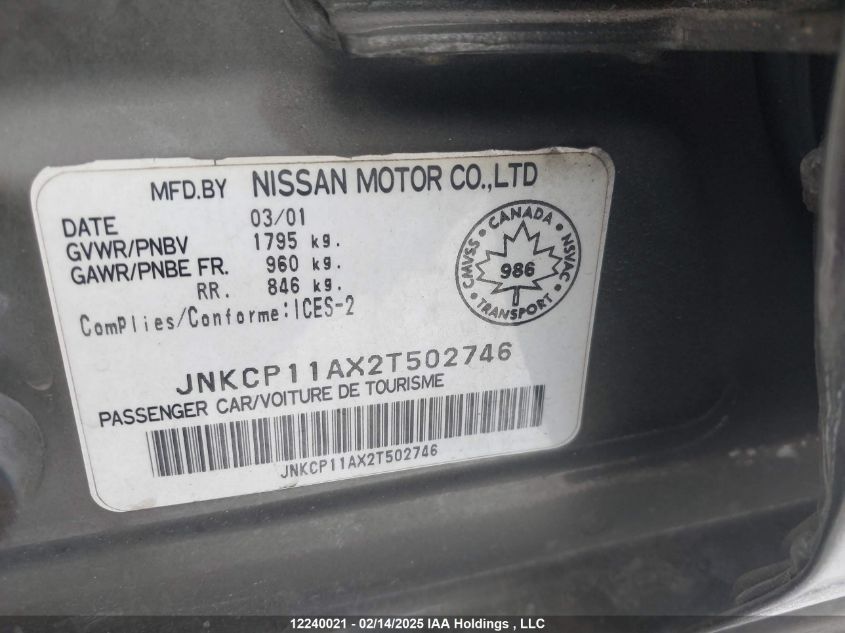 MFD.BY NISSAN MOTOR CO.,LTD
DATE 03/01
GVWR/PNBV 1795 kg.
GAWR/PNBE FR. 960 kg.
RR. 846 kg.
ComPlies/Conforme:ICES-2
CANADA
CMVSS 986 NSVAC
TRANSPORT
JNKCP11AX2T502746
PASSENGER CAR/VOITURE DE TOURISME
JNKCP11AX2T502746
12240021 - 02/14/2025 IAA Holdings , LLC